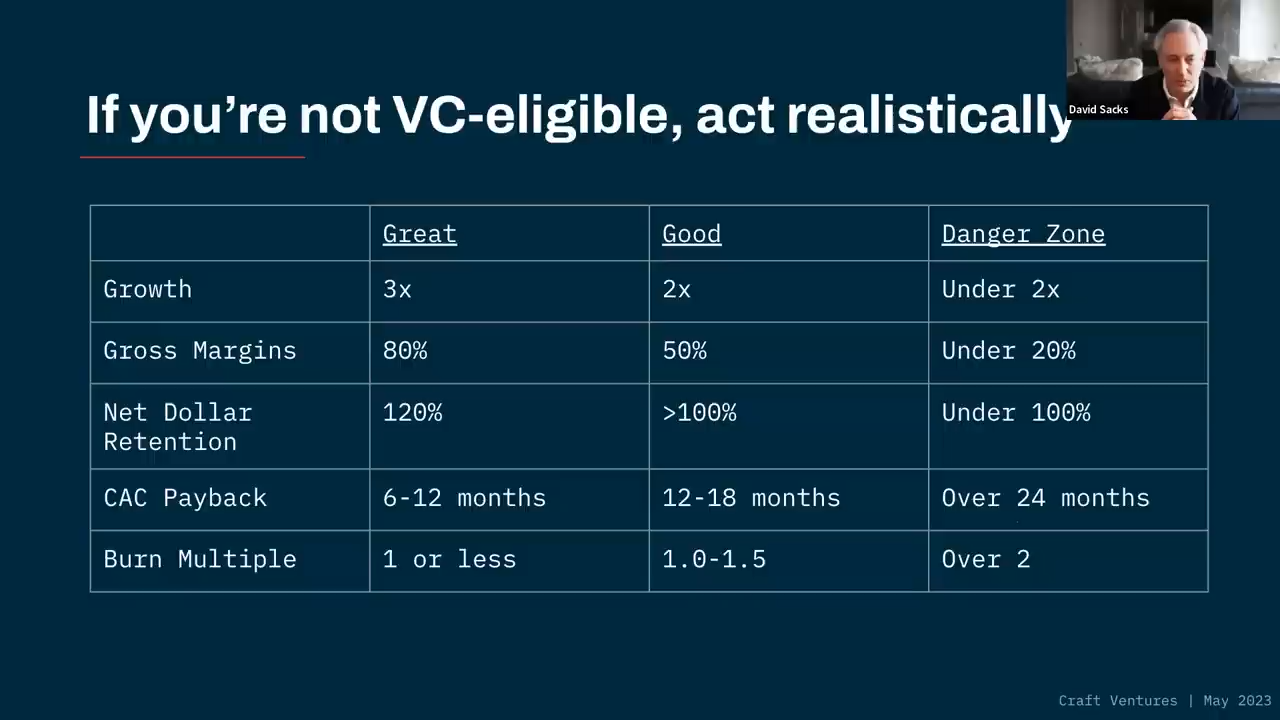 David Sacks
If you’re not VC-eligible, act realistically
Great Good Danger Zone
Growth 3x 2x Under 2x
Gross Margins 80% 50% Under 20%
Net Dollar Retention 120% >100% Under 100%
CAC Payback 6-12 months 12-18 months Over 24 months
Burn Multiple 1 or less 1.0-1.5 Over 2
Craft Ventures | May 2023